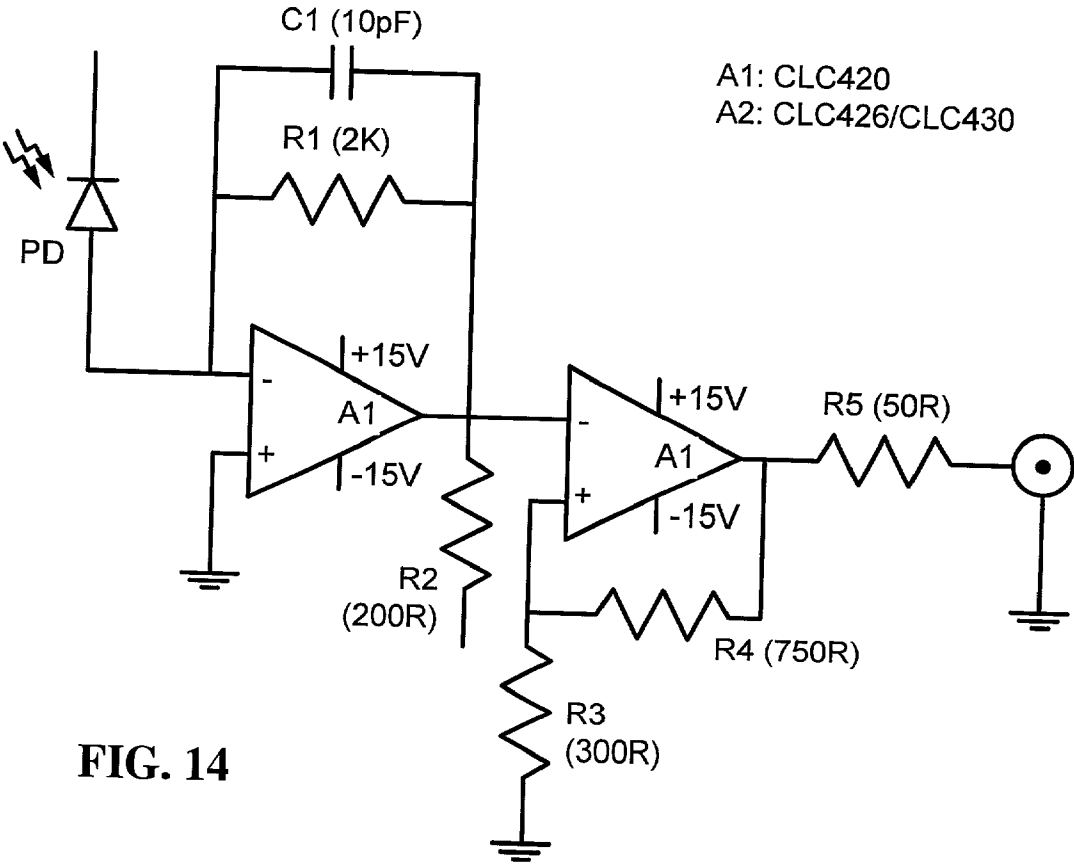 C1 (10pF)
A1: CLC420
A2: CLC426/CLC430
R1 (2K)
PD
-
+15V
A1
+
-15V
-
+15V
A1
+
-15V
R5 (50R)
R2
(200R)
R4 (750R)
R3
(300R)
FIG. 14